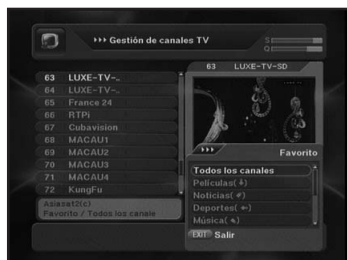 Gestión de canales TV
S
Q
63 LUXE-TV-SD
63 LUXE-TV-..
64 LUXE-TV-..
65 France 24
66 RTPi
67 Cubavision
68 MACAU1
69 MACAU2
70 MACAU3
71 MACAU4
72 KungFu
Asiasat2(c)
Favorito / Todos los canale
Favorito
Todos los canales
Películas(
Noticias(
Deportes(
Música(
EXIT Salir